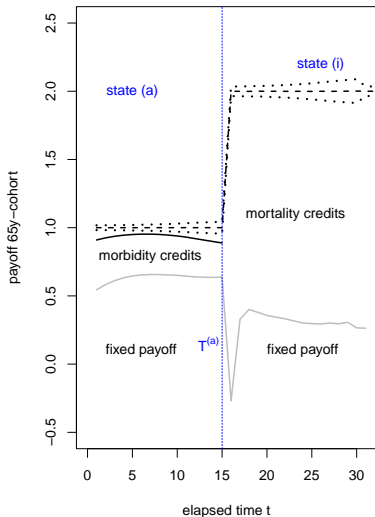 2.5
2.0
1.5
1.0
0.5
0.0
−0.5
payoff 65y−cohort
state (a)
state (i)
mortality credits
morbidity credits
fixed payoff
T(a)
fixed payoff
0 5 10 15 20 25 30
elapsed time t